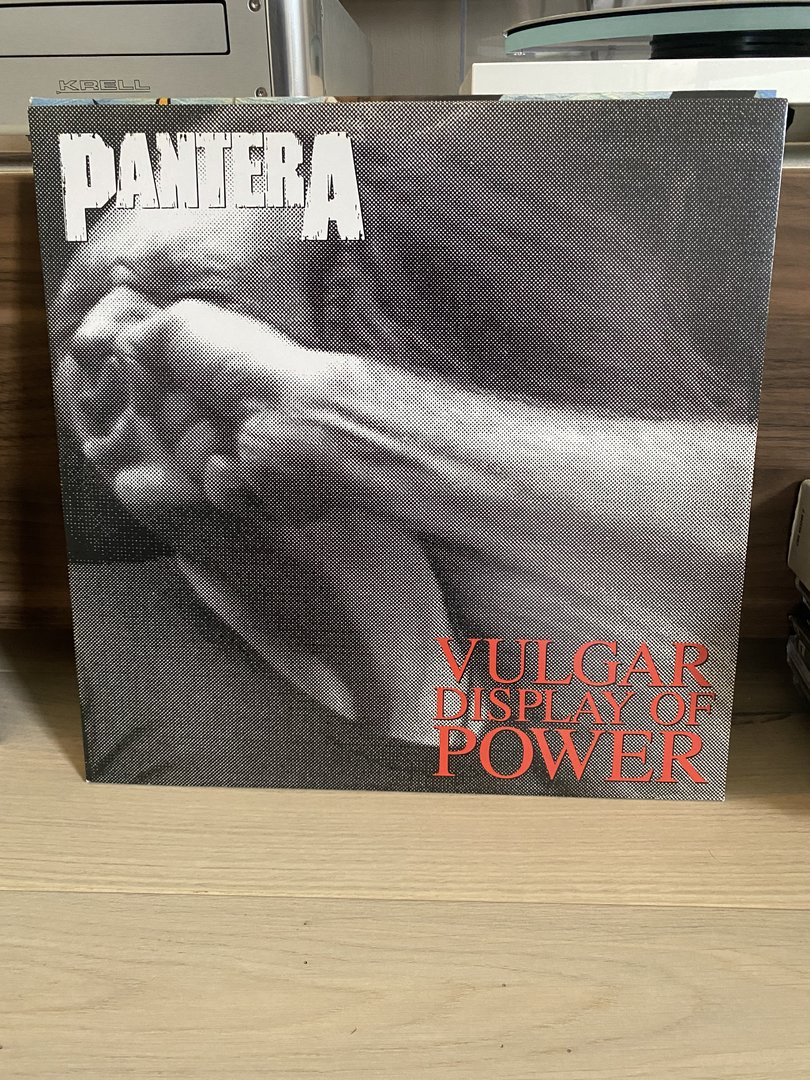 KRELL
PANTERA
VULGAR
DISPLAY OF
POWER